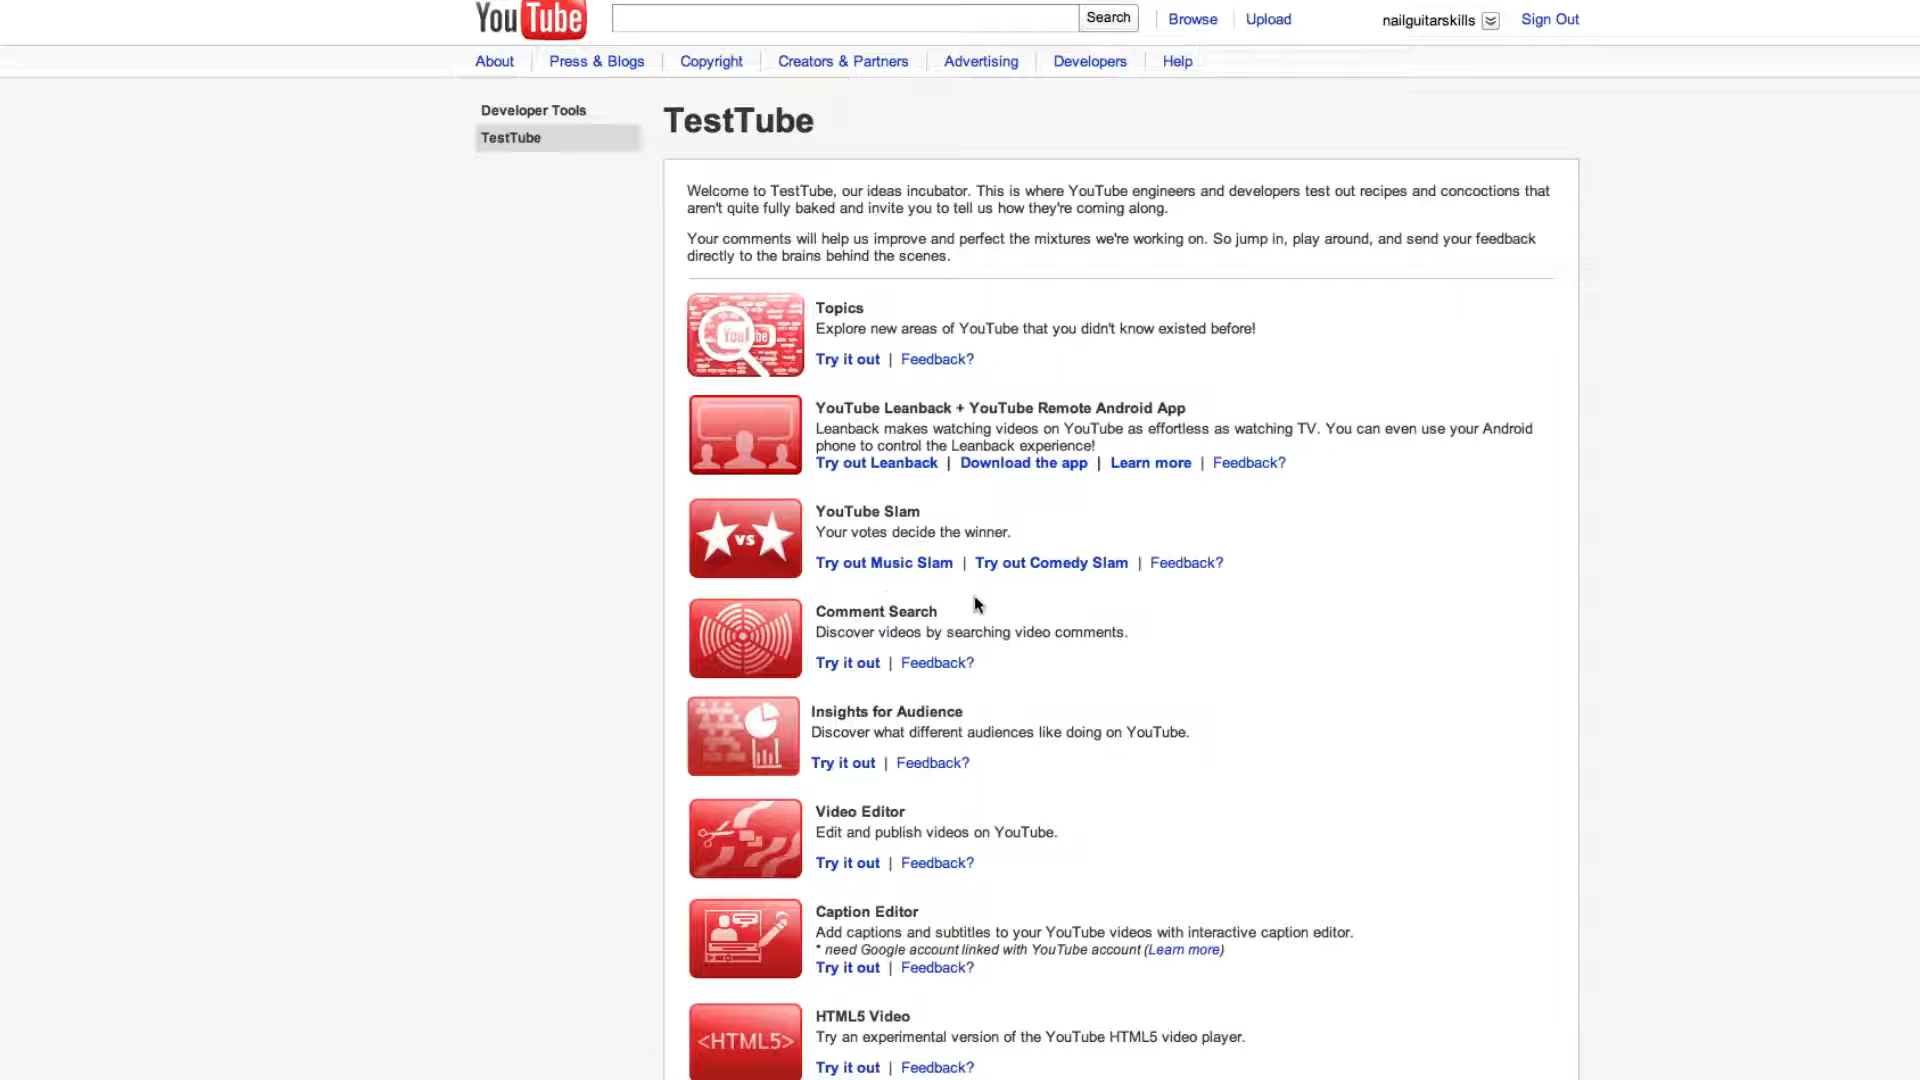 YouTube
Search
Browse
Upload
nailguitarskills
Sign Out
About
Press & Blogs
Copyright
Creators & Partners
Advertising
Developers
Help
Developer Tools
TestTube
TestTube
Welcome to TestTube, our ideas incubator. This is where YouTube engineers and developers test out recipes and concoctions that
aren't quite fully baked and invite you to tell us how they're coming along.
Your comments will help us improve and perfect the mixtures we're working on. So jump in, play around, and send your feedback
directly to the brains behind the scenes.
Topics
Explore new areas of YouTube that you didn't know existed before!
Try it out | Feedback?
YouTube Leanback + YouTube Remote Android App
Leanback makes watching videos on YouTube as effortless as watching TV. You can even use your Android
phone to control the Leanback experience!
Try out Leanback | Download the app | Learn more | Feedback?
VS
YouTube Slam
Your votes decide the winner.
Try out Music Slam | Try out Comedy Slam | Feedback?
Comment Search
Discover videos by searching video comments.
Try it out | Feedback?
Insights for Audience
Discover what different audiences like doing on YouTube.
Try it out | Feedback?
Video Editor
Edit and publish videos on YouTube.
Try it out | Feedback?
Caption Editor
Add captions and subtitles to your YouTube videos with interactive caption editor.
* need Google account linked with YouTube account (Learn more)
Try it out | Feedback?
<HTML5>
HTML5 Video
Try an experimental version of the YouTube HTML5 video player.
Try it out | Feedback?